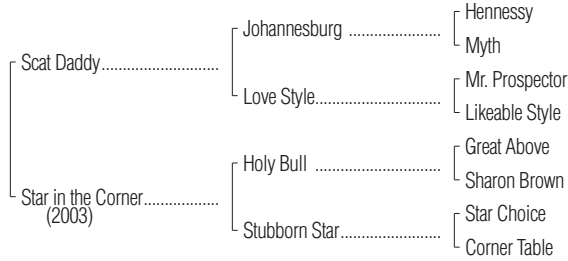 Hennessy
Johannesburg ....................
Myth
Scat Daddy..........................
Mr. Prospector
Love Style...........................
Likeable Style
Great Above
Holy Bull ...........................
Sharon Brown
Star in the Corner................
(2003)
Star Choice
Stubborn Star.....................
Corner Table